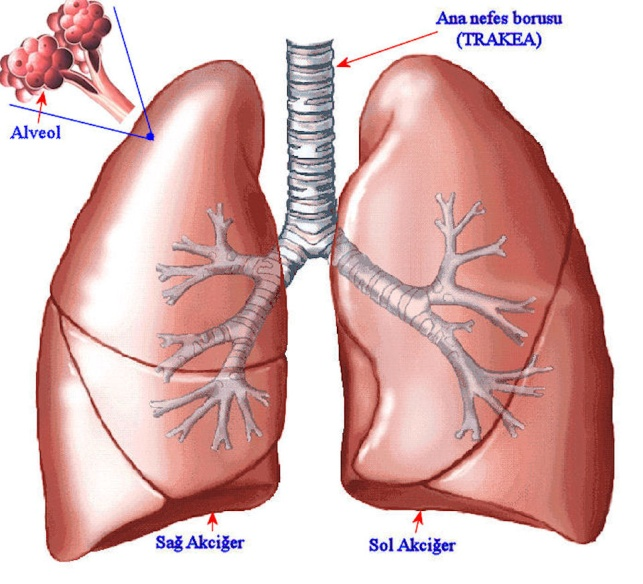 Ana nefes borusu
(TRAKEA)
Alveol
Sağ Akciğer
Sol Akciğer